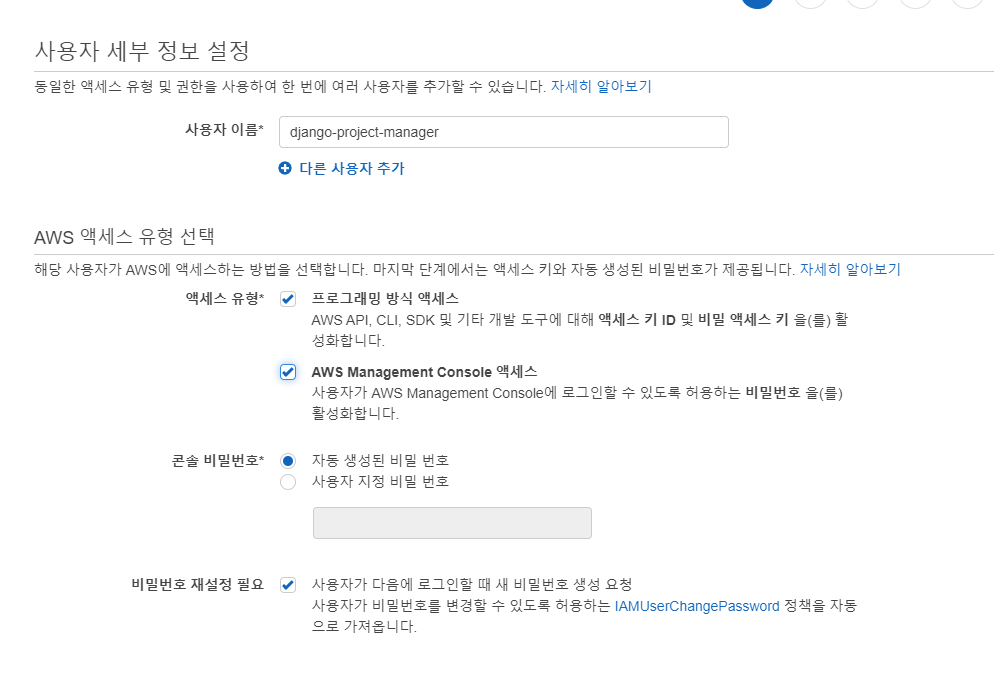 사용자 세부 정보 설정
동일한 액세스 유형 및 권한을 사용하여 한 번에 여러 사용자를 추가할 수 있습니다. 자세히 알아보기
사용자 이름* django-project-manager
다른 사용자 추가
AWS 액세스 유형 선택
해당 사용자가 AWS에 액세스하는 방법을 선택합니다. 마지막 단계에서는 액세스 키와 자동 생성된 비밀번호가 제공됩니다. 자세히 알아보기
액세스 유형* 프로그래밍 방식 액세스
AWS API, CLI, SDK 및 기타 개발 도구에 대해 액세스 키 ID 및 비밀 액세스 키 을(를) 활
성화합니다.
AWS Management Console 액세스
사용자가 AWS Management Console에 로그인할 수 있도록 허용하는 비밀번호 을(를)
활성화합니다.
콘솔 비밀번호* 자동 생성된 비밀 번호
사용자 지정 비밀 번호
비밀번호 재설정 필요 사용자가 다음에 로그인할 때 새 비밀번호 생성 요청
사용자가 비밀번호를 변경할 수 있도록 허용하는 IAMUserChangePassword 정책을 자동
으로 가져옵니다.